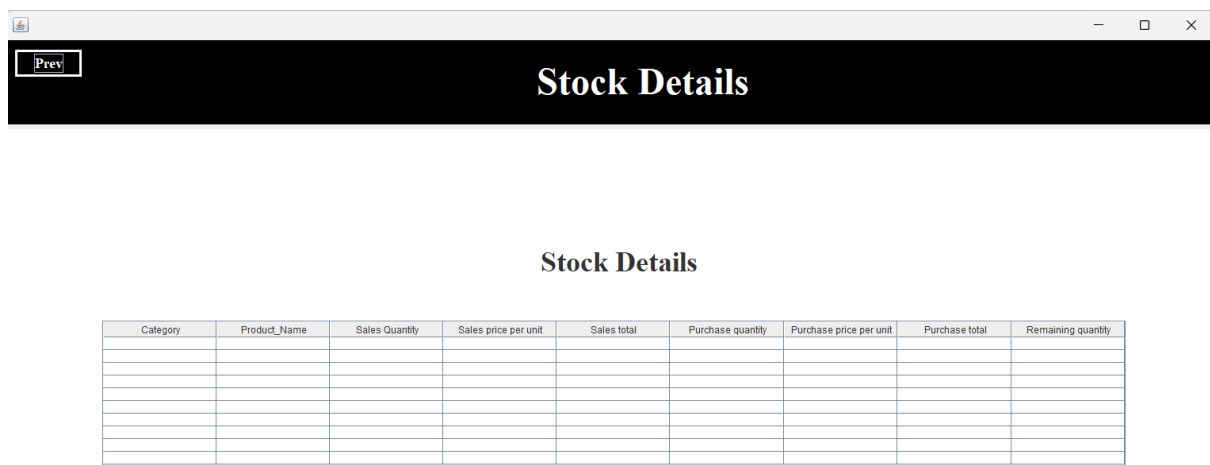 Prev
Stock Details
Stock Details
Category Product_Name Sales Quantity Sales price per unit Sales total Purchase quantity Purchase price per unit Purchase total Remaining quantity